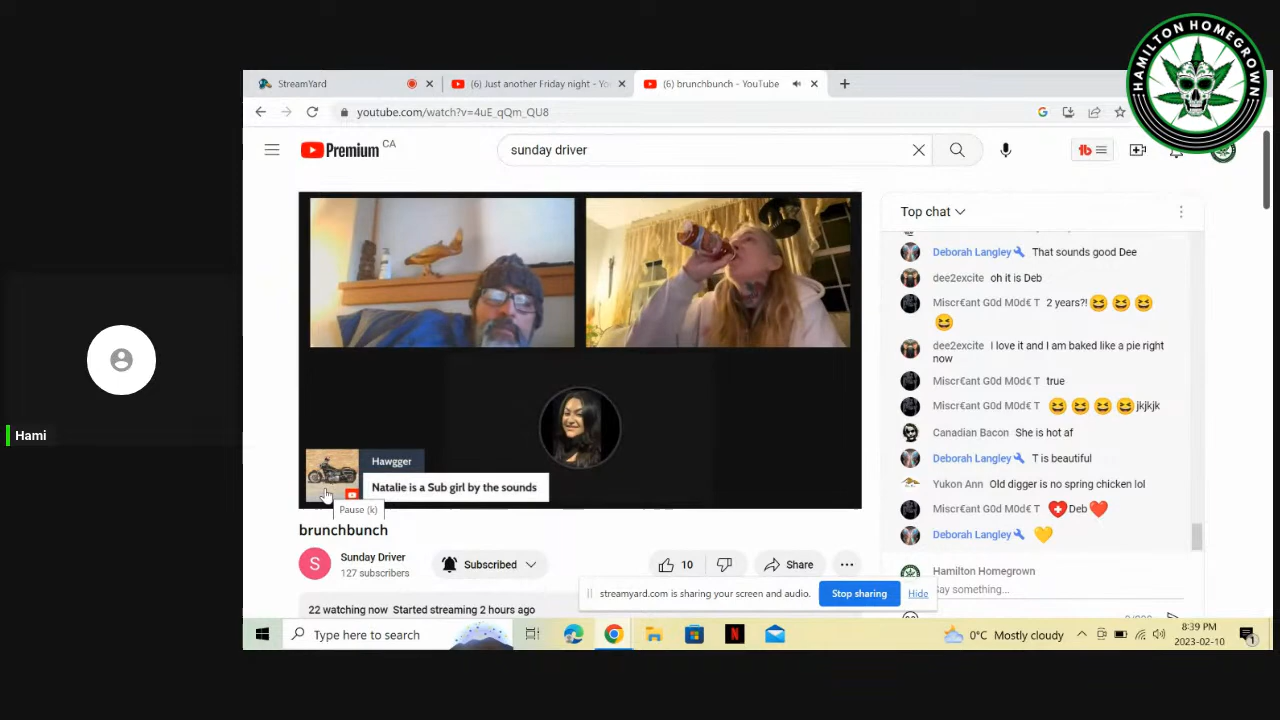 HAMILTON HOMEGROWN
StreamYard
(6) Just another Friday night - Yo
(6) brunchbunch - YouTube
youtube.com/watch?v=4uE_qQm_QU8
Premium CA
sunday driver
Top chat
Deborah Langley That sounds good Dee
dee2excite oh it is Deb
Miscr€ant G0d M0d€ T 2 years?!
dee2excite I love it and I am baked like a pie right
now
Miscr€ant G0d M0d€ T true
Miscr€ant G0d M0d€ T jkjkjk
Canadian Bacon She is hot af
Deborah Langley T is beautiful
Yukon Ann Old digger is no spring chicken lol
Miscr€ant G0d M0d€ T Deb
Deborah Langley
Hamilton Homegrown
Say something...
Hami
Hawgger
Natalie is a Sub girl by the sounds
Pause (k)
brunchbunch
S
Sunday Driver
127 subscribers
Subscribed
10
Share
22 watching now Started streaming 2 hours ago
streamyard.com is sharing your screen and audio.
Stop sharing
Hide
Type here to search
N
0°C Mostly cloudy
8:39 PM
2023-02-10
1